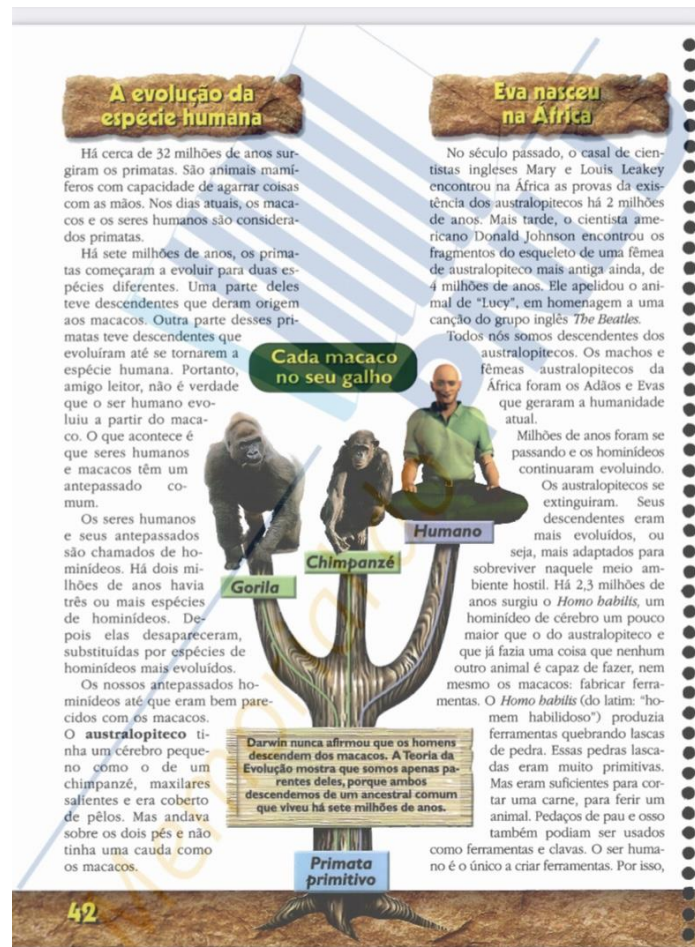 A evolução da
espécie humana
Há cerca de 32 milhões de anos sur-
giram os primatas. São animais mamí-
feros com capacidade de agarrar coisas
com as mãos. Nos dias atuais, os maca-
cos e os seres humanos são considera-
dos primatas.
Há sete milhões de anos, os prima-
tas começaram a evoluir para duas es-
pécies diferentes. Uma parte deles
teve descendentes que deram origem
aos macacos. Outra parte desses pri-
matas teve descendentes que
evoluíram até se tornarem a
espécie humana. Portanto,
amigo leitor, não é verdade
que o ser humano evo-
luiu a partir do maca-
co. O que acontece é
que seres humanos
e macacos têm um
antepassado co-
mum.
Os seres humanos
e seus antepassados
são chamados de ho-
minídeos. Há dois mi-
lhões de anos havia
três ou mais espécies
de hominídeos. De-
pois elas desapareceram,
substituídas por espécies de
hominídeos mais evoluídos.
Os nossos antepassados ho-
minídeos até que eram bem pare-
cidos com os macacos.
O australopiteco ti-
nha um cérebro peque-
no como o de um
chimpanzé, maxilares
salientes e era coberto
de pêlos. Mas andava
sobre os dois pés e não
tinha uma cauda como
os macacos.
Cada macaco
no seu galho
Gorila
Chimpanzé
Humano
Darwin nunca afirmou que os homens
descendem dos macacos. A Teoria da
Evolução mostra que somos apenas pa-
rentes deles, porque ambos
descendemos de um ancestral comum
que viveu há sete milhões de anos.
Primata
primitivo
Eva nasceu
na África
No século passado, o casal de cien-
tistas ingleses Mary e Louis Leakey
encontrou na África as provas da exis-
tência dos australopitecos há 2 milhões
de anos. Mais tarde, o cientista ame-
ricano Donald Johnson encontrou os
fragmentos do esqueleto de uma fêmea
de australopiteco mais antiga ainda, de
4 milhões de anos. Ele apelidou o ani-
mal de "Lucy", em homenagem a uma
canção do grupo inglês The Beatles.
Todos nós somos descendentes dos
australopitecos. Os machos e
fêmeas australopitecos da
África foram os Adãos e Evas
que geraram a humanidade
atual.
Milhões de anos foram se
passando e os hominídeos
continuaram evoluindo.
Os australopitecos se
extinguiram. Seus
descendentes eram
mais evoluídos, ou
seja, mais adaptados para
sobreviver naquele meio am-
biente hostil. Há 2,3 milhões de
anos surgiu o Homo habilis, um
hominídeo de cérebro um pouco
maior que o do australopiteco e
que já fazia uma coisa que nenhum
outro animal é capaz de fazer, nem
mesmo os macacos: fabricar ferra-
mentas. O Homo habilis (do latim: "ho-
mem habilidoso") produzia
ferramentas quebrando lascas
de pedra. Essas pedras lasca-
das eram muito primitivas.
Mas eram suficientes para cor-
tar uma carne, para ferir um
animal. Pedaços de pau e osso
também podiam ser usados
como ferramentas e clavas. O ser huma-
no é o único a criar ferramentas. Por isso,
42